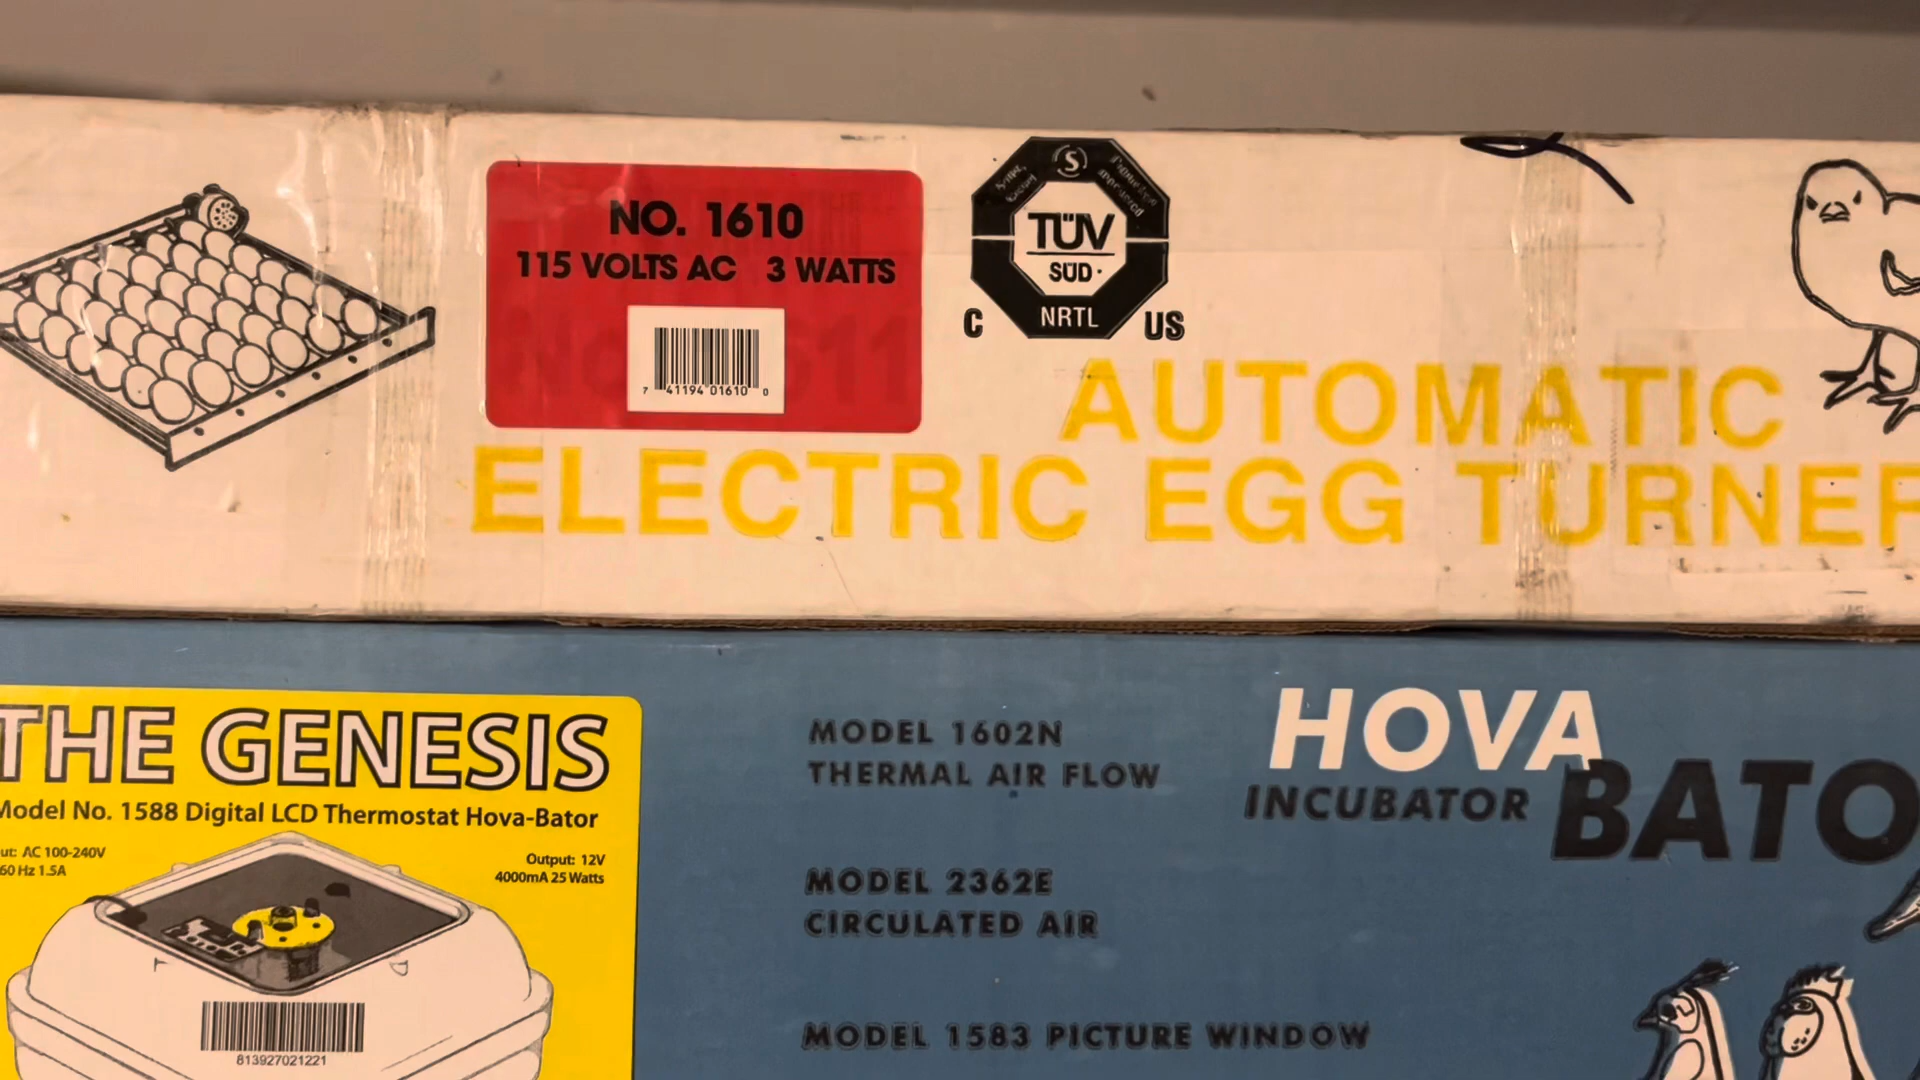 NO. 1610
115 VOLTS AC 3 WATTS
7 41194 01610 0
S
TÜV
SÜD
NRTL
C US
AUTOMATIC
ELECTRIC EGG TURNER
THE GENESIS
Model No. 1588 Digital LCD Thermostat Hova-Bator
AC 100-240V
60 Hz 1.5A
Output: 12V
4000mA 25 Watts
813927021221
MODEL 1602N
THERMAL AIR FLOW
MODEL 2362E
CIRCULATED AIR
MODEL 1583 PICTURE WINDOW
HOVA
INCUBATOR BATO